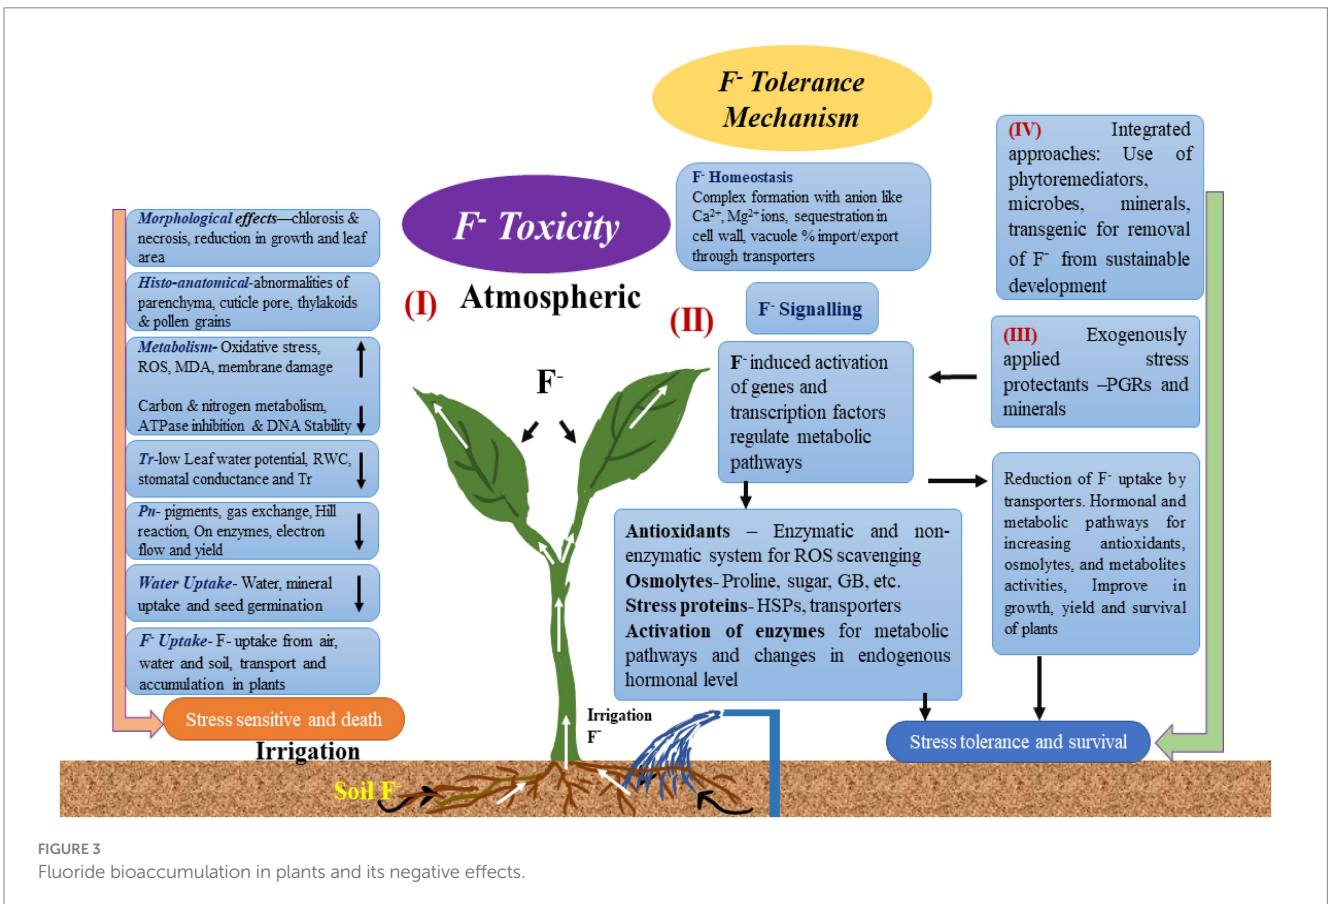 F⁻ Tolerance
Mechanism
F⁻ Toxicity
(I)
Atmospheric
F⁻
Morphological effects—chlorosis &
necrosis, reduction in growth and leaf
area
Histo-anatomical-abnormalities of
parenchyma, cuticle pore, thylakoids
& pollen grains
Metabolism- Oxidative stress,
ROS, MDA, membrane damage
Carbon & nitrogen metabolism,
ATPase inhibition & DNA Stability
Tr-low Leaf water potential, RWC,
stomatal conductance and Tr
Pn- pigments, gas exchange, Hill
reaction, On enzymes, electron
flow and yield
Water Uptake- Water, mineral
uptake and seed germination
F⁻ Uptake- F- uptake from air,
water and soil, transport and
accumulation in plants
Stress sensitive and death
Irrigation
Soil F⁻
Irrigation
F⁻
F⁻ Homeostasis
Complex formation with anion like
Ca²⁺, Mg²⁺ ions, sequestration in
cell wall, vacuole % import/export
through transporters
(II)
F⁻ Signalling
F⁻ induced activation
of genes and
transcription factors
regulate metabolic
pathways
Antioxidants – Enzymatic and non-
enzymatic system for ROS scavenging
Osmolytes- Proline, sugar, GB, etc.
Stress proteins- HSPs, transporters
Activation of enzymes for metabolic
pathways and changes in endogenous
hormonal level
(IV) Integrated
approaches: Use of
phytoremediators,
microbes, minerals,
transgenic for removal
of F⁻ from sustainable
development
(III) Exogenously
applied stress
protectants –PGRs and
minerals
Reduction of F⁻ uptake by
transporters. Hormonal and
metabolic pathways for
increasing antioxidants,
osmolytes, and metabolites
activities, Improve in
growth, yield and survival
of plants
Stress tolerance and survival
FIGURE 3
Fluoride bioaccumulation in plants and its negative effects.